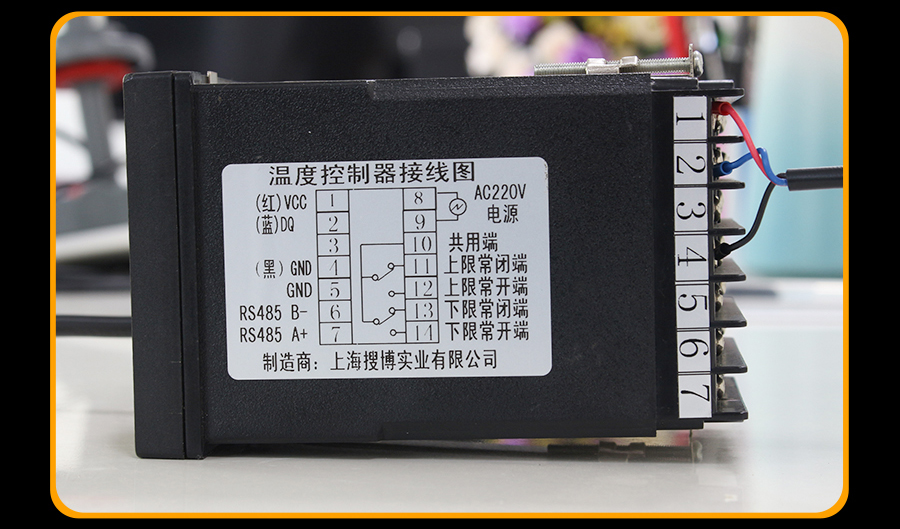 温度控制器接线图
(红)VCC 1 8 AC220V
(蓝)DQ 2 9 电源
3 10 共用端
(黑) GND 4 11 上限常闭端
GND 5 12 上限常开端
RS485 B- 6 13 下限常闭端
RS485 A+ 7 14 下限常开端
制造商: 上海搜博实业有限公司
1
2
3
4
5
6
7